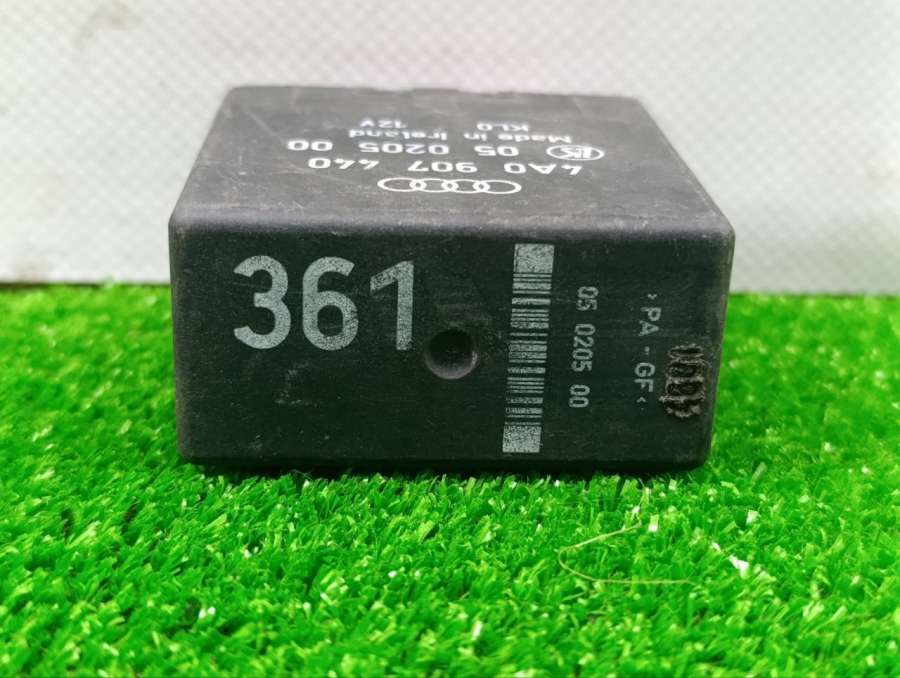 4A0 907 440
05 0205 00
Made in Ireland
KL0 12V
361
05 0205 00
>PA-GF<